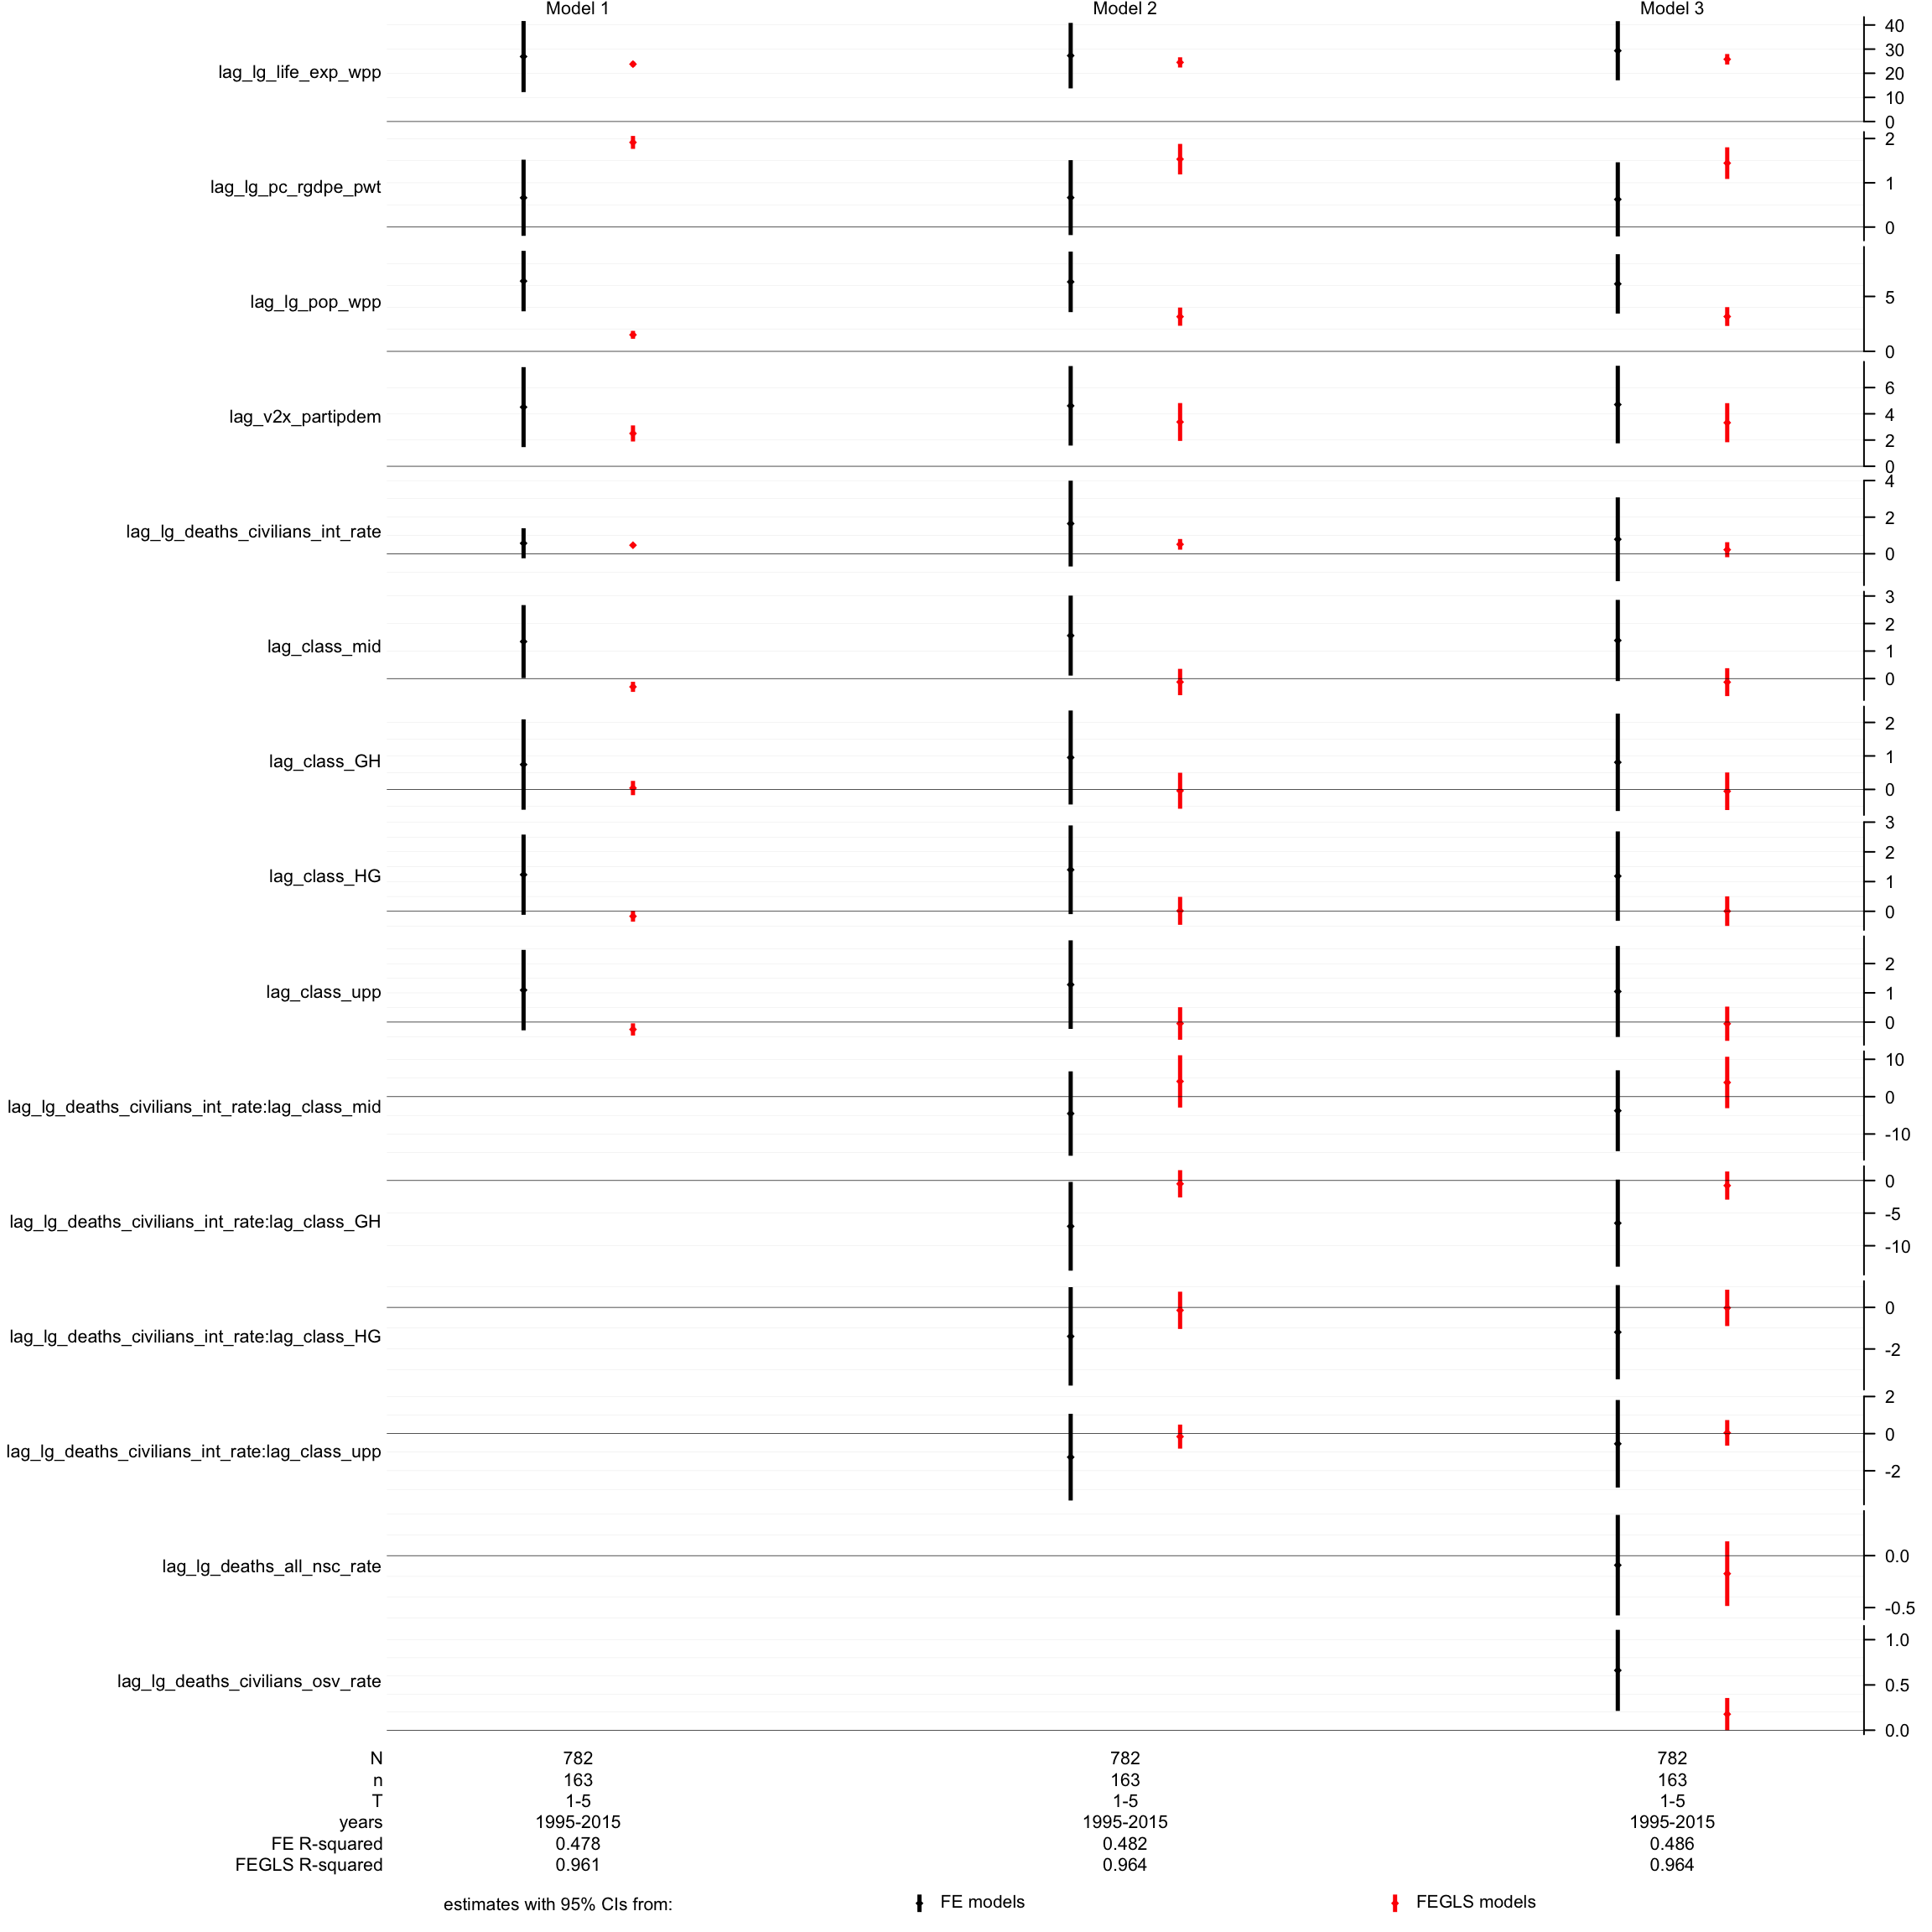 Model 1 Model 2 Model 3
lag_lg_life_exp_wpp
40
30
20
10
0
lag_lg_pc_rgdpe_pwt
2
1
0
lag_lg_pop_wpp
5
0
lag_v2x_partipdem
6
4
2
0
lag_lg_deaths_civilians_int_rate
4
2
0
lag_class_mid
3
2
1
0
lag_class_GH
2
1
0
lag_class_HG
3
2
1
0
lag_class_upp
2
1
0
lag_lg_deaths_civilians_int_rate:lag_class_mid
10
0
-10
lag_lg_deaths_civilians_int_rate:lag_class_GH
0
-5
-10
lag_lg_deaths_civilians_int_rate:lag_class_HG
0
-2
lag_lg_deaths_civilians_int_rate:lag_class_upp
2
0
-2
lag_lg_deaths_all_nsc_rate
0.0
-0.5
lag_lg_deaths_civilians_osv_rate
1.0
0.5
0.0
N 782 782 782
n 163 163 163
T 1-5 1-5 1-5
years 1995-2015 1995-2015 1995-2015
FE R-squared 0.478 0.482 0.486
FEGLS R-squared 0.961 0.964 0.964
estimates with 95% CIs from: FE models FEGLS models